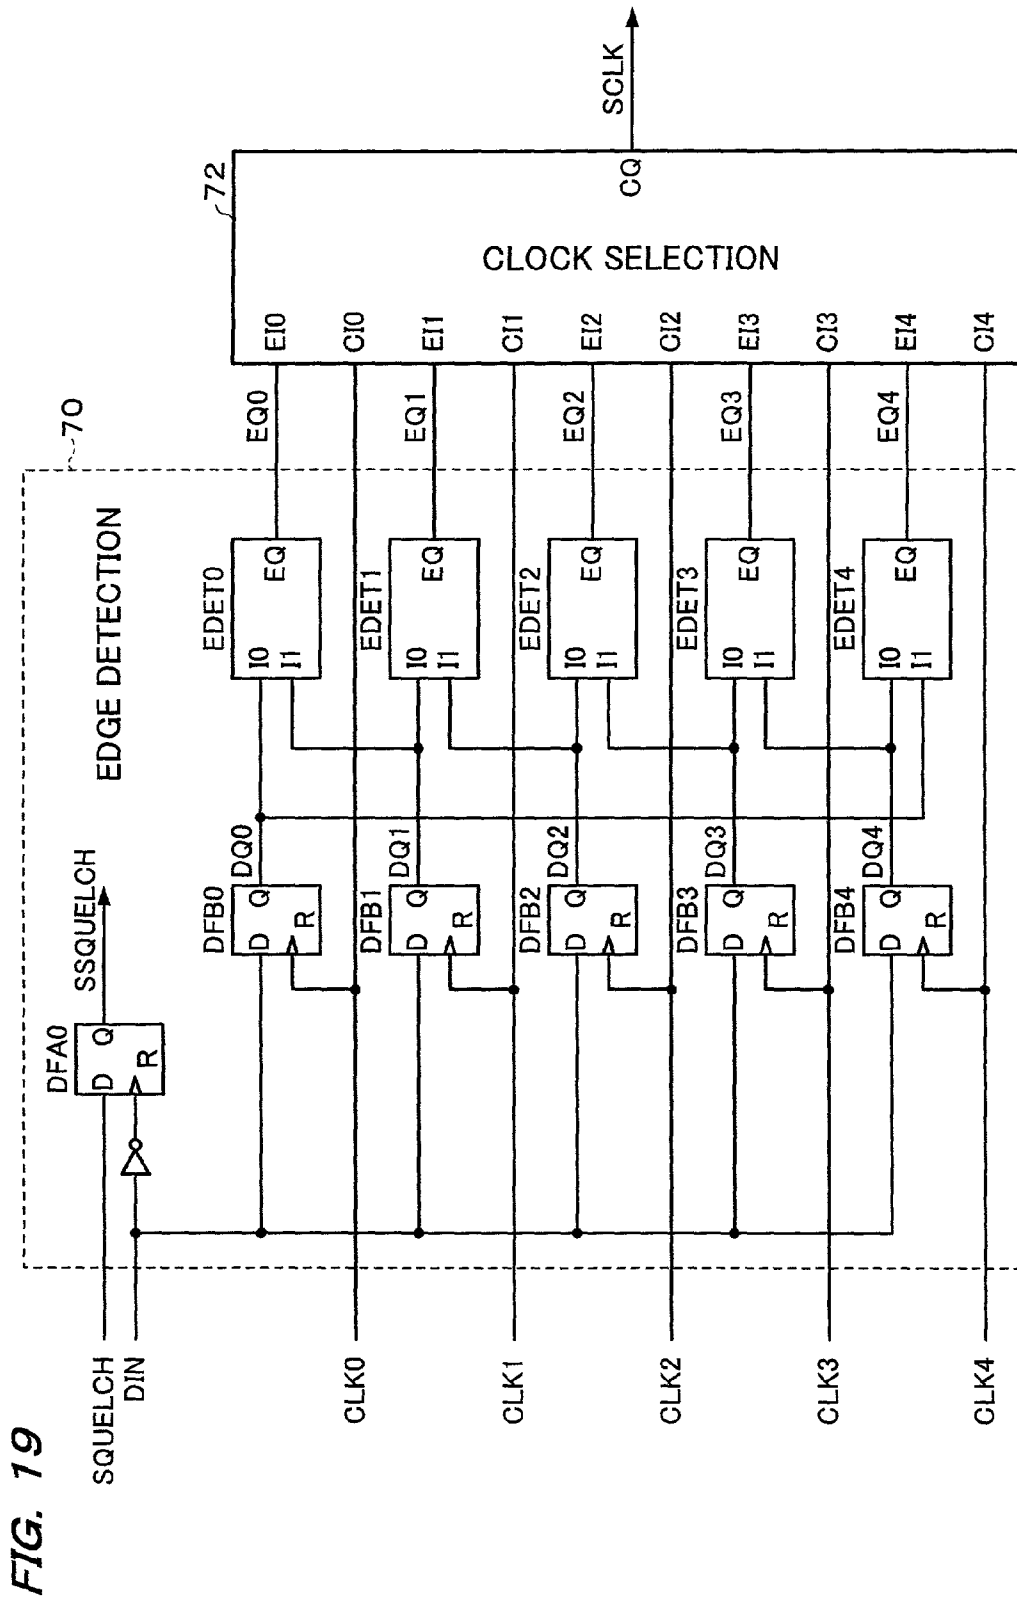 FIG. 19
70
EDGE DETECTION
SQUELCH
DIN
DFA0
D Q
R
SSQUELCH
72
CLOCK SELECTION
DFB0
D Q
R
DQ0
EDET0
I0
I1
EQ
EQ0
EI0
CLK0
CI0
DFB1
D Q
R
DQ1
EDET1
I0
I1
EQ
EQ1
EI1
CLK1
CI1
DFB2
D Q
R
DQ2
EDET2
I0
I1
EQ
EQ2
EI2
CLK2
CI2
DFB3
D Q
R
DQ3
EDET3
I0
I1
EQ
EQ3
EI3
CLK3
CI3
DFB4
D Q
R
DQ4
EDET4
I0
I1
EQ
EQ4
EI4
CLK4
CI4
CQ
SCLK